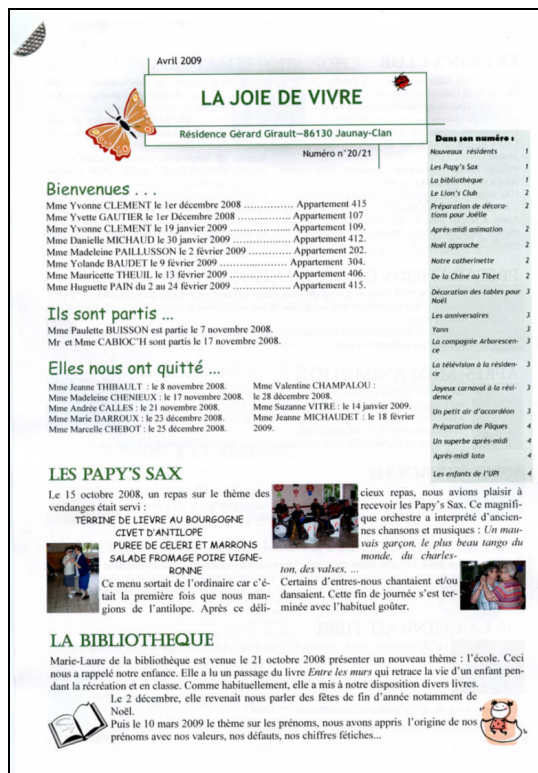 Avril 2009
LA JOIE DE VIVRE
Résidence Gérard Girault—86130 Jaunay-Clan
Numéro n°20/21
Dans son numéro :
Nouveaux résidents 1
Les Papy's Sax 1
La bibliothèque 1
Le Lion's Club 2
Préparation de décora-
tions pour Joëlle 2
Après-midi animation 2
Noël approche 2
Notre catherinette 2
De la Chine au Tibet 2
Décoration des tables pour 3
Noël
Les anniversaires 3
Yann 3
La compagnie Arborescen- 3
ce
La télévision à la résiden- 3
ce
Joyeux carnaval à la rési- 3
dence
Un petit air d'accordéon 3
Préparation de Pâques 4
Un superbe après-midi 4
Après-midi loto 4
Les enfants de l'UPI 4
Bienvenues . . .
Mme Yvonne CLEMENT le 1er décembre 2008 …………… Appartement 415
Mme Yvette GAUTIER le 1er Décembre 2008 ……………… Appartement 107
Mme Yvonne CLEMENT le 19 janvier 2009 ………………... Appartement 109.
Mme Danielle MICHAUD le 30 janvier 2009 ………………... Appartement 412.
Mme Madeleine PAILLUSSON le 2 février 2009 ………….. Appartement 202.
Mme Yolande BAUDET le 9 février 2009 ………………… Appartement 304.
Mme Mauricette THEUIL le 13 février 2009 ……………….. Appartement 406.
Mme Huguette PAIN du 2 au 24 février 2009 ………………. Appartement 415.
Ils sont partis ...
Mme Paulette BUISSON est partie le 7 novembre 2008.
Mr et Mme CABIOC'H sont partis le 17 novembre 2008.
Elles nous ont quitté ...
Mme Jeanne THIBAULT : le 8 novembre 2008.
Mme Madeleine CHENIEUX : le 17 novembre 2008.
Mme Andrée CALLES : le 21 novembre 2008.
Mme Marie DARROUX : le 23 décembre 2008.
Mme Marcelle CHEBOT : le 25 décembre 2008.
Mme Valentine CHAMPALOU :
le 28 décembre 2008.
Mme Suzanne VITRE : le 14 janvier 2009.
Mme Jeanne MICHAUDET : le 18 février
2009.
LES PAPY'S SAX
Le 15 octobre 2008, un repas sur le thème des
vendanges était servi :
TERRINE DE LIEVRE AU BOURGOGNE
CIVET D'ANTILOPE
PUREE DE CELERI ET MARRONS
SALADE FROMAGE POIRE VIGNE-
RONNE
Ce menu sortait de l'ordinaire car c'é-
tait la première fois que nous man-
gions de l'antilope. Après ce déli-
cieux repas, nous avions plaisir à
recevoir les Papy's Sax. Ce magnifi-
que orchestre a interprété d'ancien-
nes chansons et musiques : Un mau-
vais garçon, le plus beau tango du
monde, du charles-
ton, des valses, ...
Certains d'entres-nous chantaient et/ou
dansaient. Cette fin de journée s'est ter-
minée avec l'habituel goûter.
LA BIBLIOTHEQUE
Marie-Laure de la bibliothèque est venue le 21 octobre 2008 présenter un nouveau thème : l'école. Ceci
nous a rappelé notre enfance. Elle a lu un passage du livre Entre les murs qui retrace la vie d'un enfant pen-
dant la récréation et en classe. Comme habituellement, elle a mis à notre disposition divers livres.
Le 2 décembre, elle revenait nous parler des fêtes de fin d'année notamment de
Noël.
Puis le 10 mars 2009 le thème sur les prénoms, nous avons appris l'origine de nos
prénoms avec nos valeurs, nos défauts, nos chiffres fétiches...